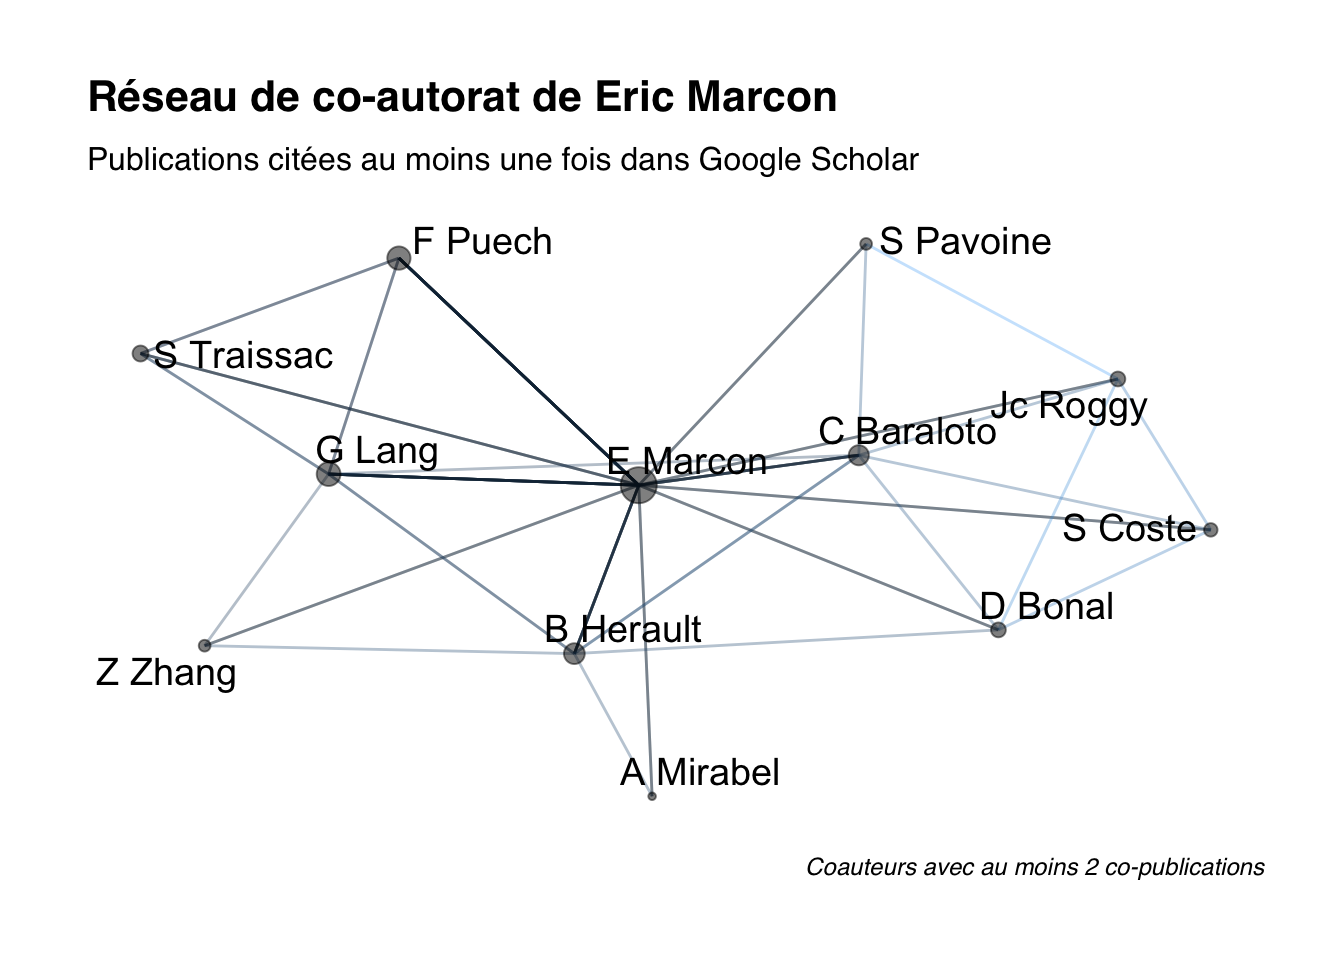 Réseau de co-autorat de Eric Marcon
Publications citées au moins une fois dans Google Scholar
F Puech
S Pavoine
S Traissac
Jc Roggy
C Baraloto
G Lang
E Marcon
S Coste
D Bonal
B Herault
Z Zhang
A Mirabel
Coauteurs avec au moins 2 co-publications